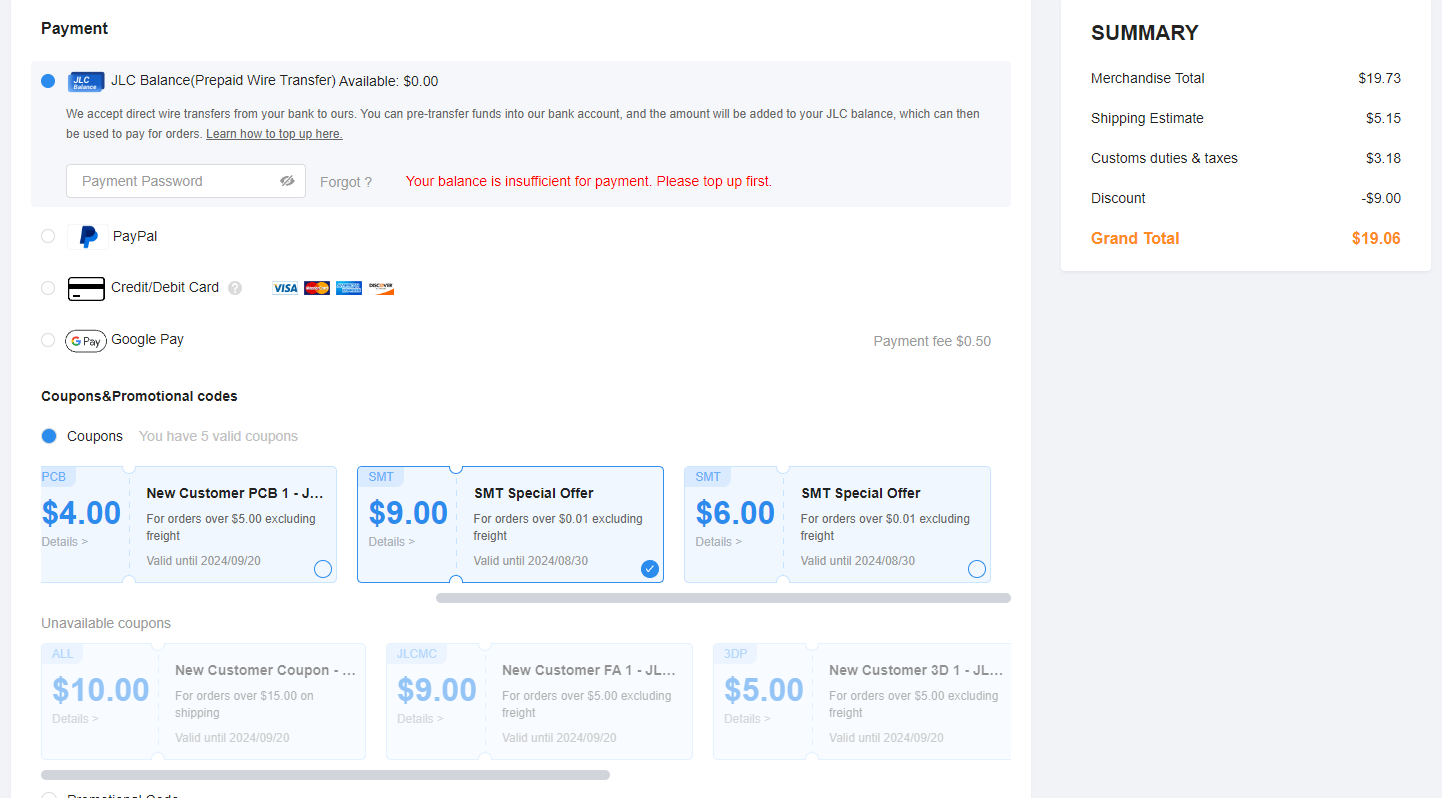 Payment
JLC Balance
JLC Balance(Prepaid Wire Transfer) Available: $0.00
We accept direct wire transfers from your bank to ours. You can pre-transfer funds into our bank account, and the amount will be added to your JLC balance, which can then
be used to pay for orders. Learn how to top up here.
Payment Password
Forgot ?
Your balance is insufficient for payment. Please top up first.
PayPal
Credit/Debit Card ? VISA MasterCard DISCOVER
G Pay Google Pay
Payment fee $0.50
Coupons&Promotional codes
Coupons You have 5 valid coupons
PCB
$4.00
Details >
New Customer PCB 1 - J...
For orders over $5.00 excluding
freight
Valid until 2024/09/20
SMT
$9.00
Details >
SMT Special Offer
For orders over $0.01 excluding
freight
Valid until 2024/08/30
SMT
$6.00
Details >
SMT Special Offer
For orders over $0.01 excluding
freight
Valid until 2024/08/30
Unavailable coupons
ALL
$10.00
Details >
New Customer Coupon - ...
For orders over $15.00 on
shipping
Valid until 2024/09/20
JLCMC
$9.00
Details >
New Customer FA 1 - JL...
For orders over $5.00 excluding
freight
Valid until 2024/09/20
3DP
$5.00
Details >
New Customer 3D 1 - JL...
For orders over $5.00 excluding
freight
Valid until 2024/09/20
Promotional Code
SUMMARY
Merchandise Total $19.73
Shipping Estimate $5.15
Customs duties & taxes $3.18
Discount -$9.00
Grand Total $19.06